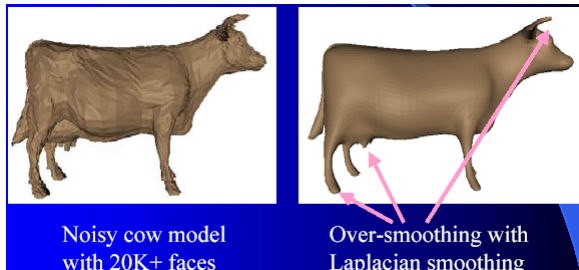 Noisy cow model
with 20K+ faces
Over-smoothing with
Laplacian smoothing